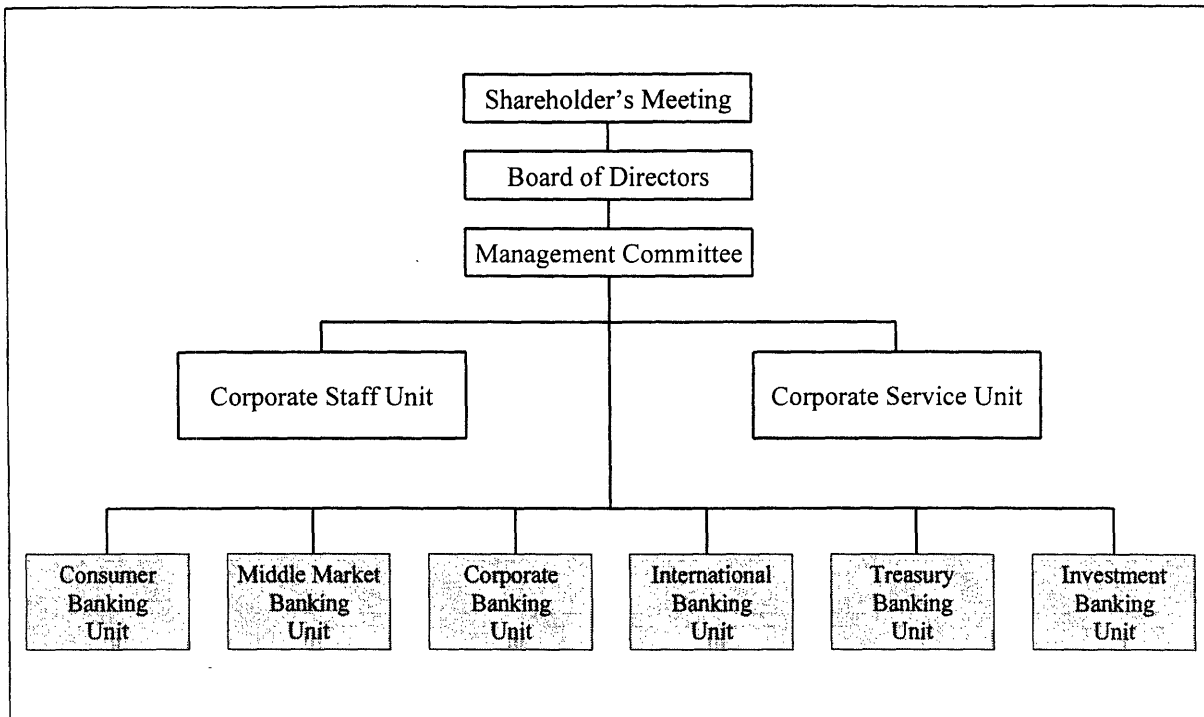 Shareholder's Meeting
Board of Directors
Management Committee
Corporate Staff Unit
Corporate Service Unit
Consumer
Banking
Unit
Middle Market
Banking
Unit
Corporate
Banking
Unit
International
Banking
Unit
Treasury
Banking
Unit
Investment
Banking
Unit